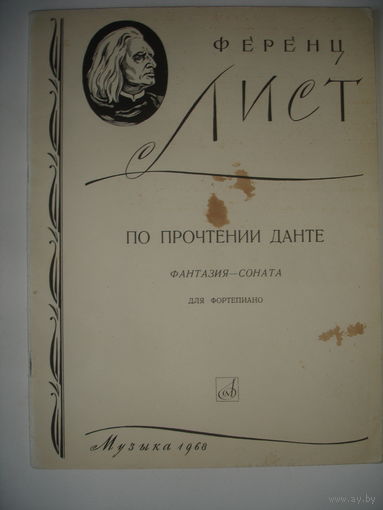 ФЕРЕНЦ
ЛИСТ
ПО ПРОЧТЕНИИ ДАНТЕ
ФАНТАЗИЯ—СОНАТА
ДЛЯ ФОРТЕПИАНО
Музыка 1968
www.ay.by